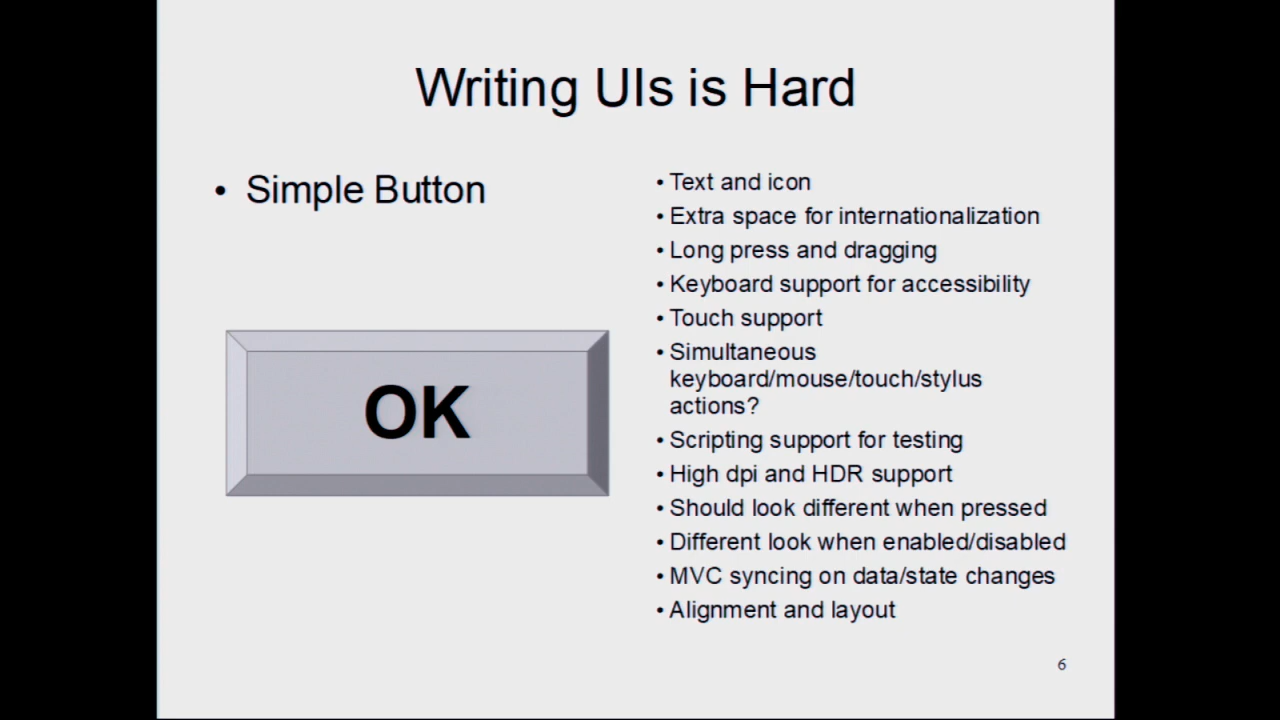 Writing UIs is Hard
• Simple Button
OK
• Text and icon
• Extra space for internationalization
• Long press and dragging
• Keyboard support for accessibility
• Touch support
• Simultaneous
keyboard/mouse/touch/stylus
actions?
• Scripting support for testing
• High dpi and HDR support
• Should look different when pressed
• Different look when enabled/disabled
• MVC syncing on data/state changes
• Alignment and layout
6